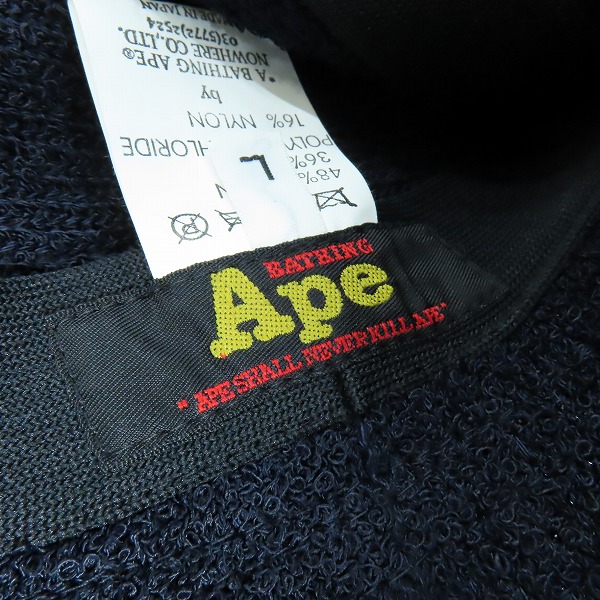 BATHING
Ape
"APE SHALL NEVER KILL APE"
48%
36% POLY
16% NYLON
by
* A BATHING APE®
NOWHERE CO.,LTD.
03(5772)2524
MADE IN JAPAN
L